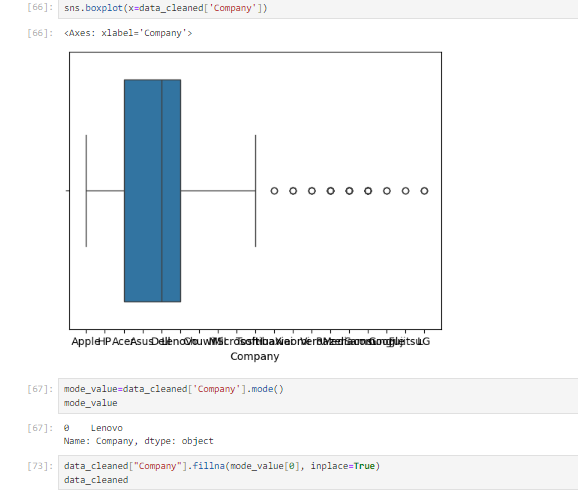 [66]: sns.boxplot(x=data_cleaned['Company'])
[66]: <Axes: xlabel='Company'>
Apple HP Acer Asus Dell Lenovo Chuwi MSI Microsoft Toshiba Huawei Xiaomi Vero Razer Mediacom Samsung Google Fujitsu LG
Company
[67]: mode_value=data_cleaned['Company'].mode()
mode_value
[67]: 0    Lenovo
Name: Company, dtype: object
[73]: data_cleaned["Company"].fillna(mode_value[0], inplace=True)
data_cleaned